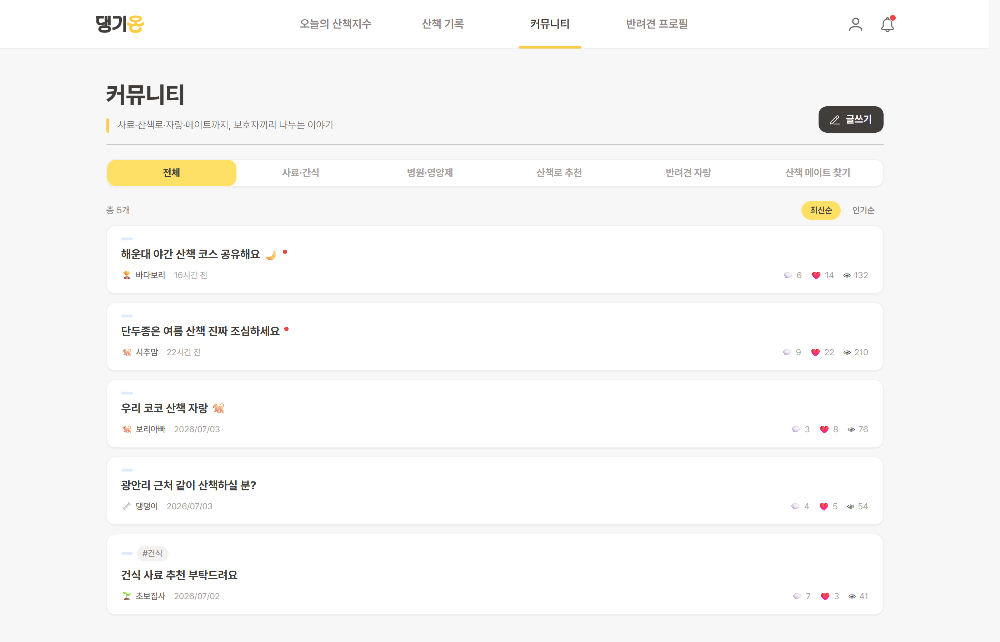 댕기온
오늘의 산책지수 산책 기록 커뮤니티 반려견 프로필
커뮤니티
사료·산책로·자랑·메이트까지, 보호자끼리 나누는 이야기
글쓰기
전체 사료·간식 병원·영양제 산책로 추천 반려견 자랑 산책 메이트 찾기
총 5개 최신순 인기순
해운대 야간 산책 코스 공유해요 🌙
바다보리 16시간 전 6 14 132
단두종은 여름 산책 진짜 조심하세요
시추맘 22시간 전 9 22 210
우리 코코 산책 자랑 🐕
보리아빠 2026/07/03 3 8 76
광안리 근처 같이 산책하실 분?
댕댕이 2026/07/03 4 5 54
#건식
건식 사료 추천 부탁드려요
초보집사 2026/07/02 7 3 41